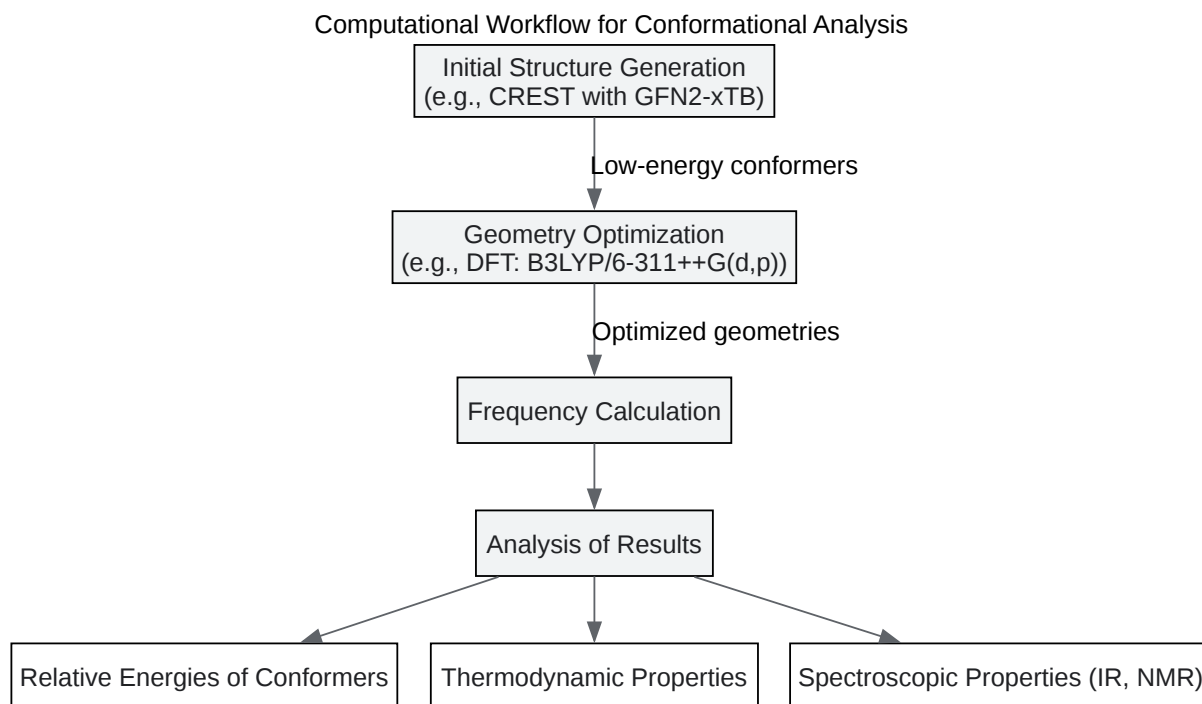 Computational Workflow for Conformational Analysis
Initial Structure Generation
(e.g., CREST with GFN2-xTB)
Low-energy conformers
Geometry Optimization
(e.g., DFT: B3LYP/6-311++G(d,p))
Optimized geometries
Frequency Calculation
Analysis of Results
Relative Energies of Conformers
Thermodynamic Properties
Spectroscopic Properties (IR, NMR)